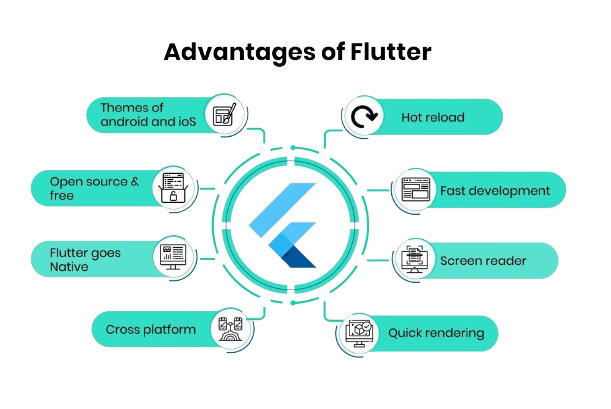 Advantages of Flutter
Themes of
android and ioS
Open source &
free
Flutter goes
Native
Cross platform
Hot reload
Fast development
Screen reader
Quick rendering